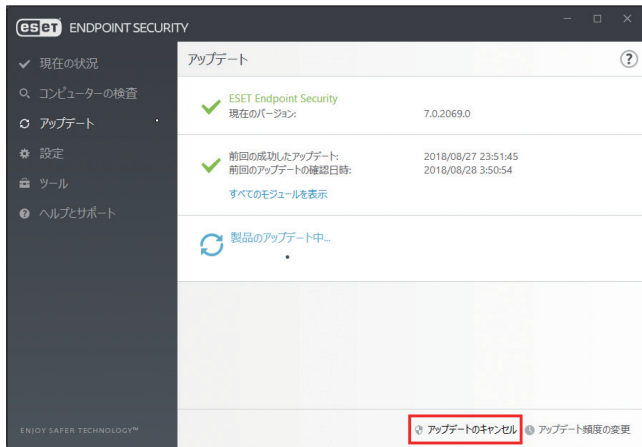 eset ENDPOINT SECURITY
現在の状況
コンピューターの検査
アップデート
設定
ツール
ヘルプとサポート
ENJOY SAFER TECHNOLOGY™
アップデート
?
ESET Endpoint Security
現在のバージョン: 7.0.2069.0
前回の成功したアップデート: 2018/08/27 23:51:45
前回のアップデートの確認日時: 2018/08/28 3:50:54
すべてのモジュールを表示
製品のアップデート中...
アップデートのキャンセル アップデート頻度の変更